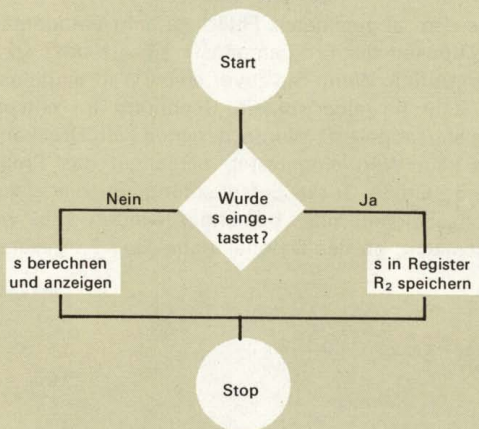 Start
Wurde
s einge-
tastet?
Nein
Ja
s berechnen
und anzeigen
s in Register
R₂ speichern
Stop